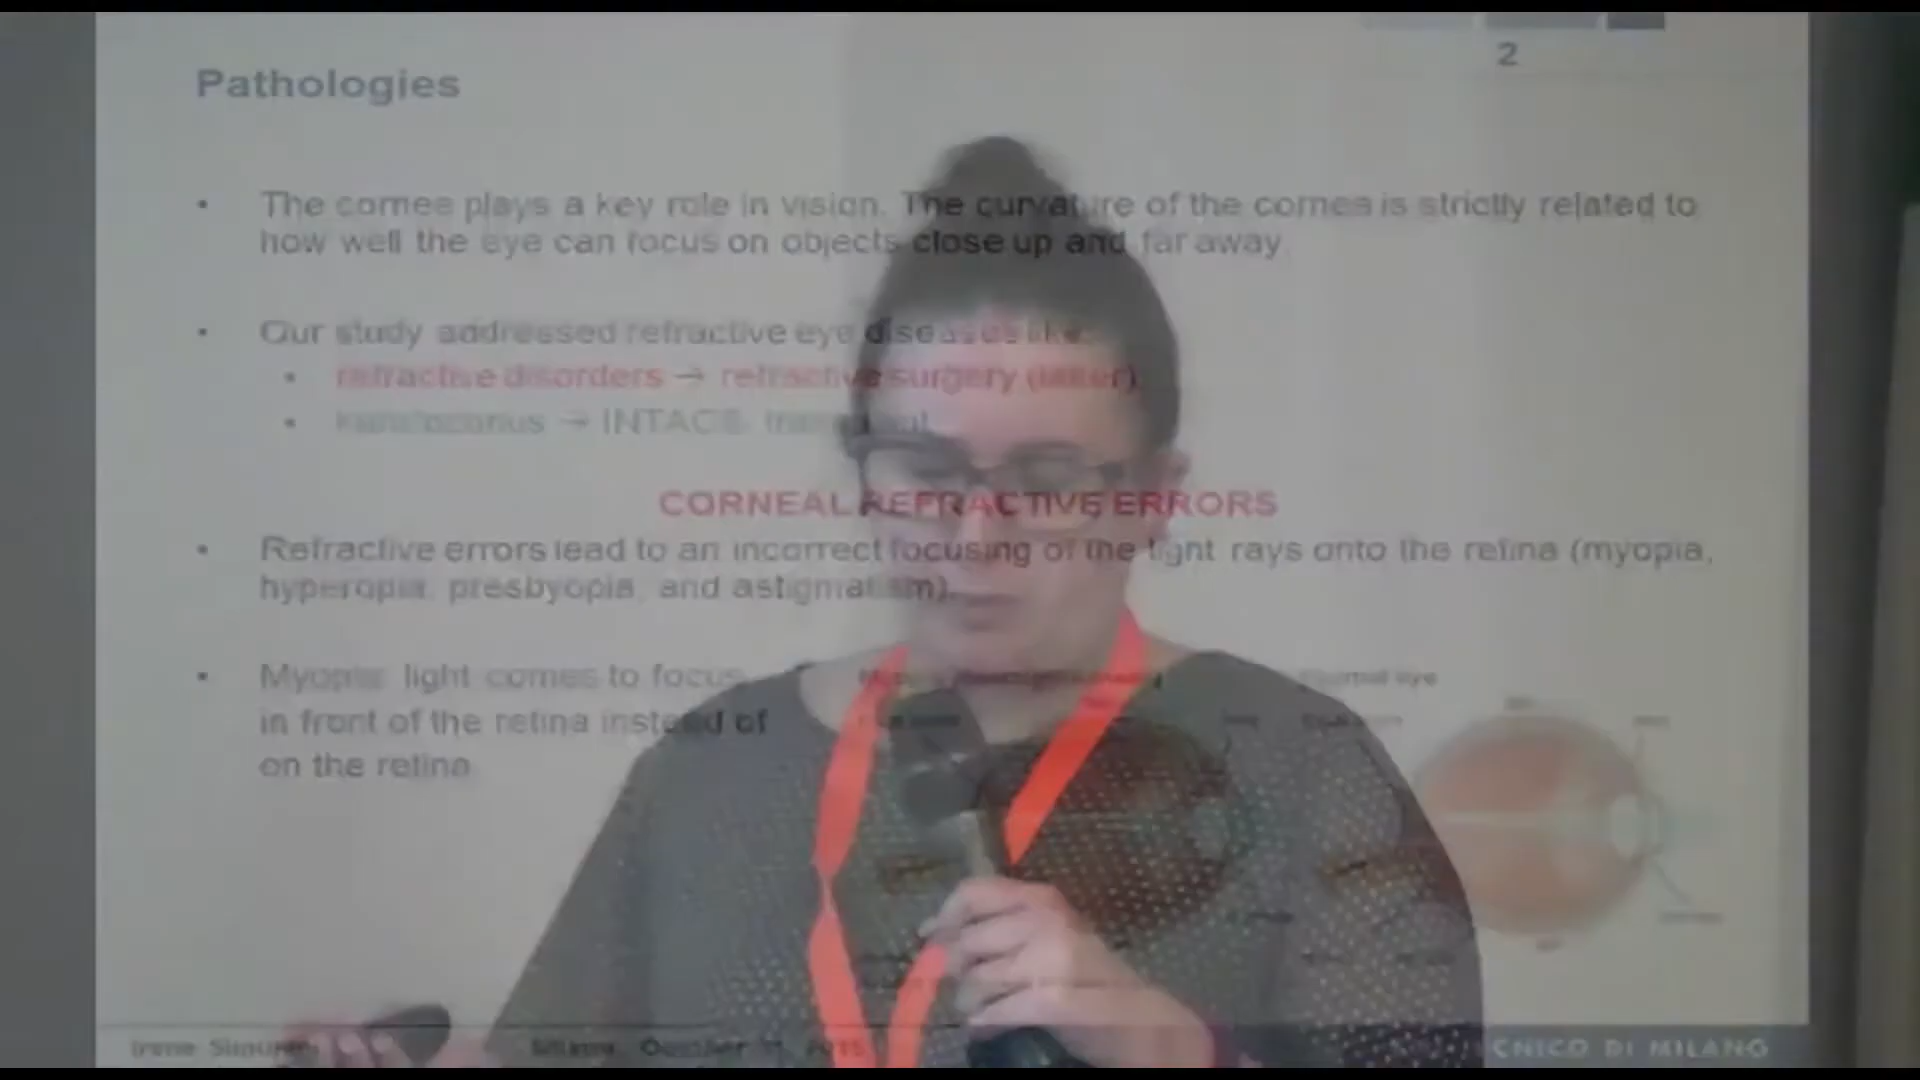 2
Pathologies
• The cornee plays a key role in vision. The curvature of the cornea is strictly related to
how well the eye can focus on objects close up and far away.
• Our study addressed refractive eye diseases like:
• refractive disorders → refractive surgery (laser)
• keratoconus → INTACS,
CORNEAL REFRACTIVE ERRORS
• Refractive errors lead to an incorrect focusing of the light rays onto the retina (myopia,
hyperopia, presbyopia, and astigmatism).
• Myopia: light comes to focus
in front of the retina instead of
on the retina
Normal eye
Irene
CNICO DI MILANO